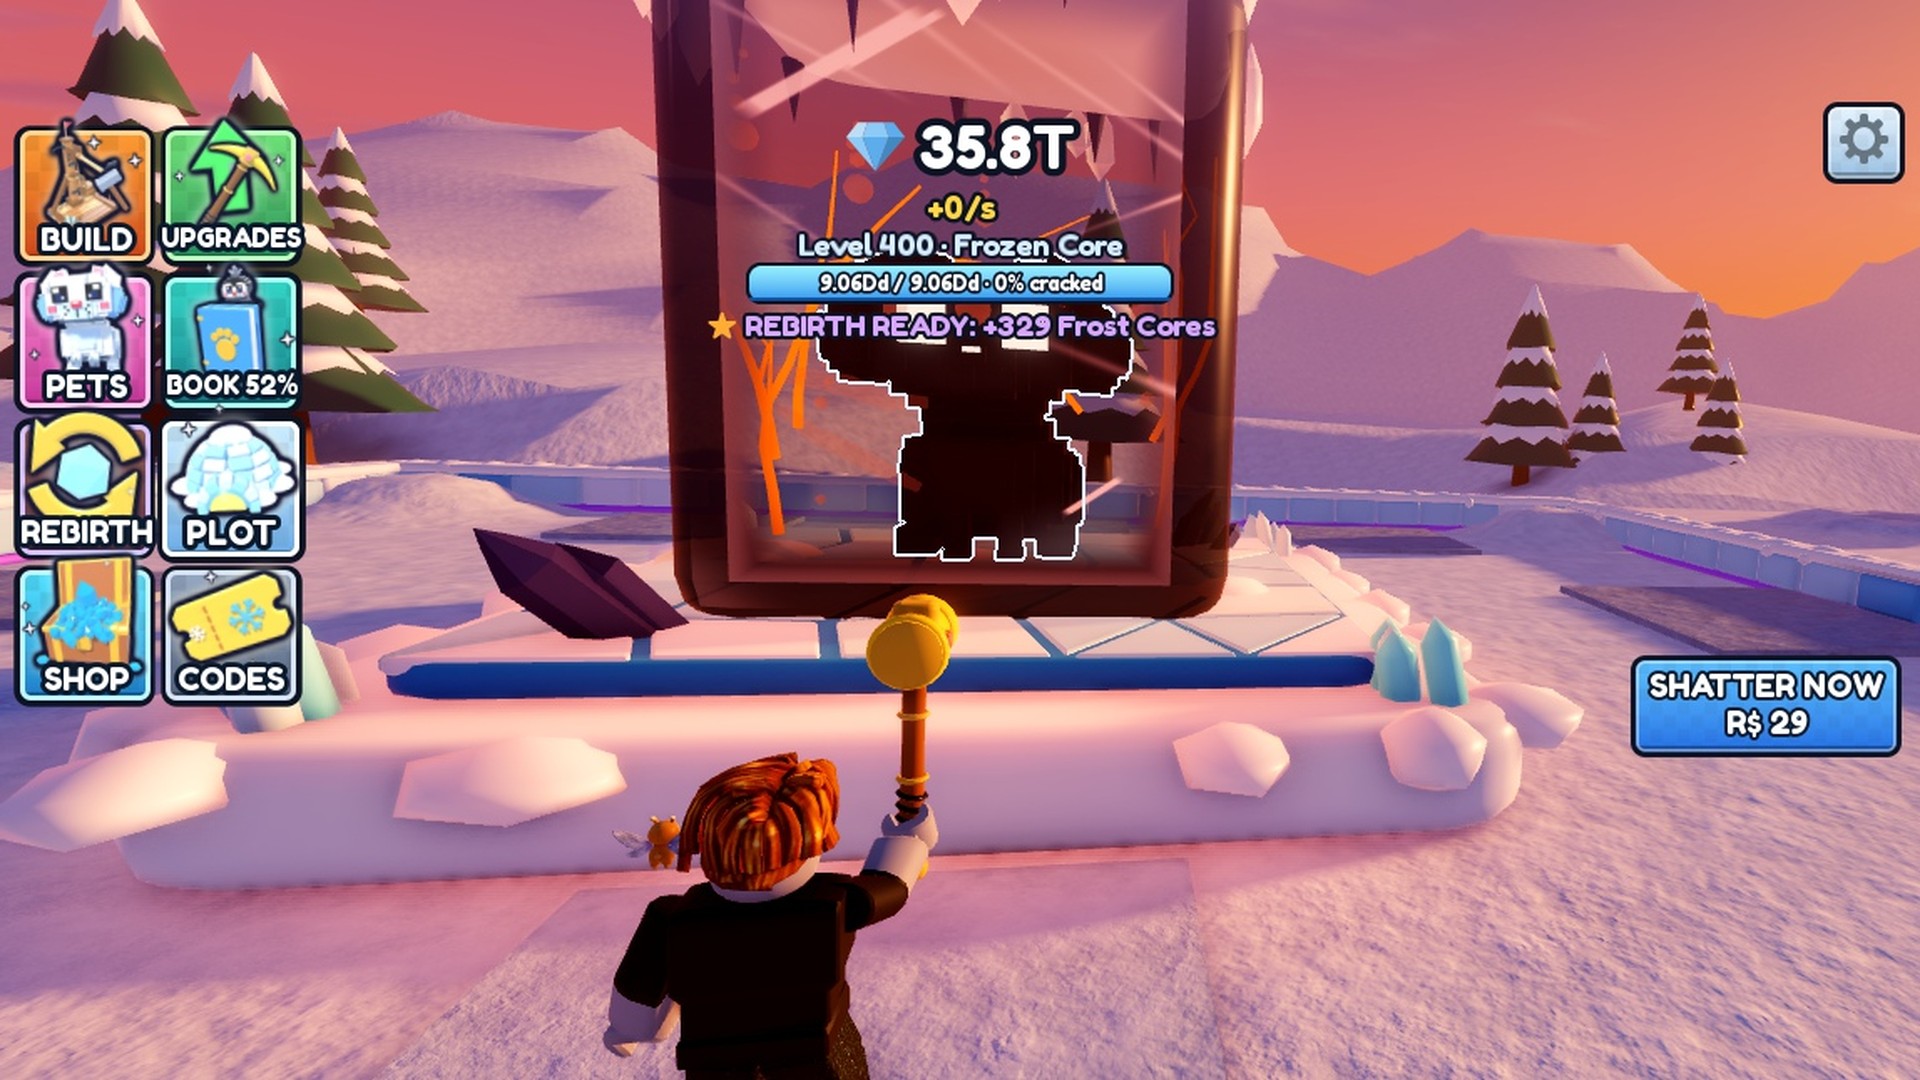 35.8T
+0/s
Level 400 · Frozen Core
9.06Dd / 9.06Dd · 0% cracked
REBIRTH READY: +329 Frost Cores
BUILD
UPGRADES
PETS
BOOK 52%
REBIRTH
PLOT
SHOP
CODES
SHATTER NOW
R$ 29